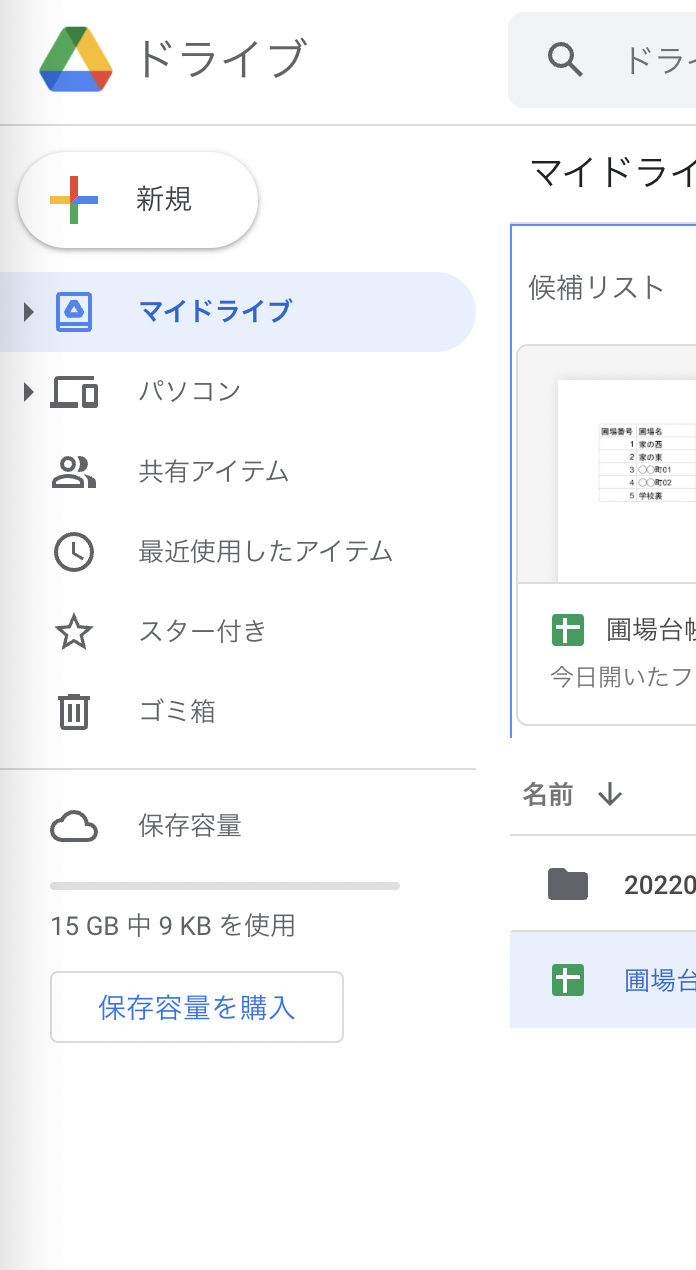 ドライブ
ドライ
新規
マイドライ
マイドライブ
候補リスト
パソコン
圃場番号 圃場名
1 家の西
2 家の東
3 〇〇町01
4 〇〇町02
5 学校裏
共有アイテム
最近使用したアイテム
スター付き
圃場台帳
今日開いたフ
ゴミ箱
名前
保存容量
20220
15 GB 中 9 KB を使用
圃場台
保存容量を購入